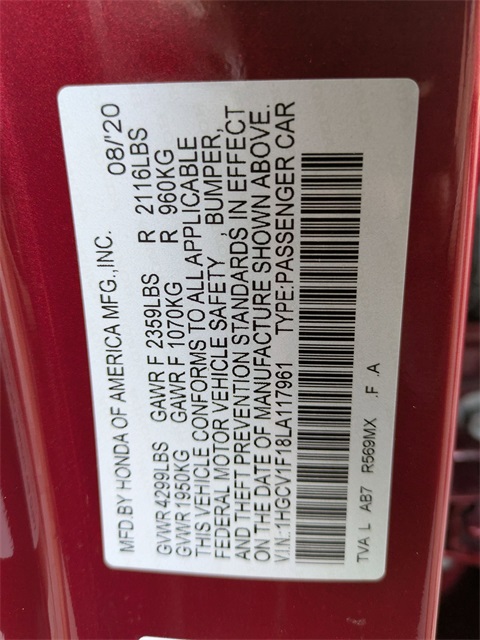 MFD.BY HONDA OF AMERICA MFG.,INC. 08/'20
GVWR 4299LBS GAWR F 2359LBS R 2116LBS
GVWR 1950KG GAWR F 1070KG R 960KG
THIS VEHICLE CONFORMS TO ALL APPLICABLE
FEDERAL MOTOR VEHICLE SAFETY , BUMPER,
AND THEFT PREVENTION STANDARDS IN EFFECT
ON THE DATE OF MANUFACTURE SHOWN ABOVE.
V.I.N.:1HGCV1F18LA117961 TYPE:PASSENGER CAR
TVA L AB7 R569MX .F .A